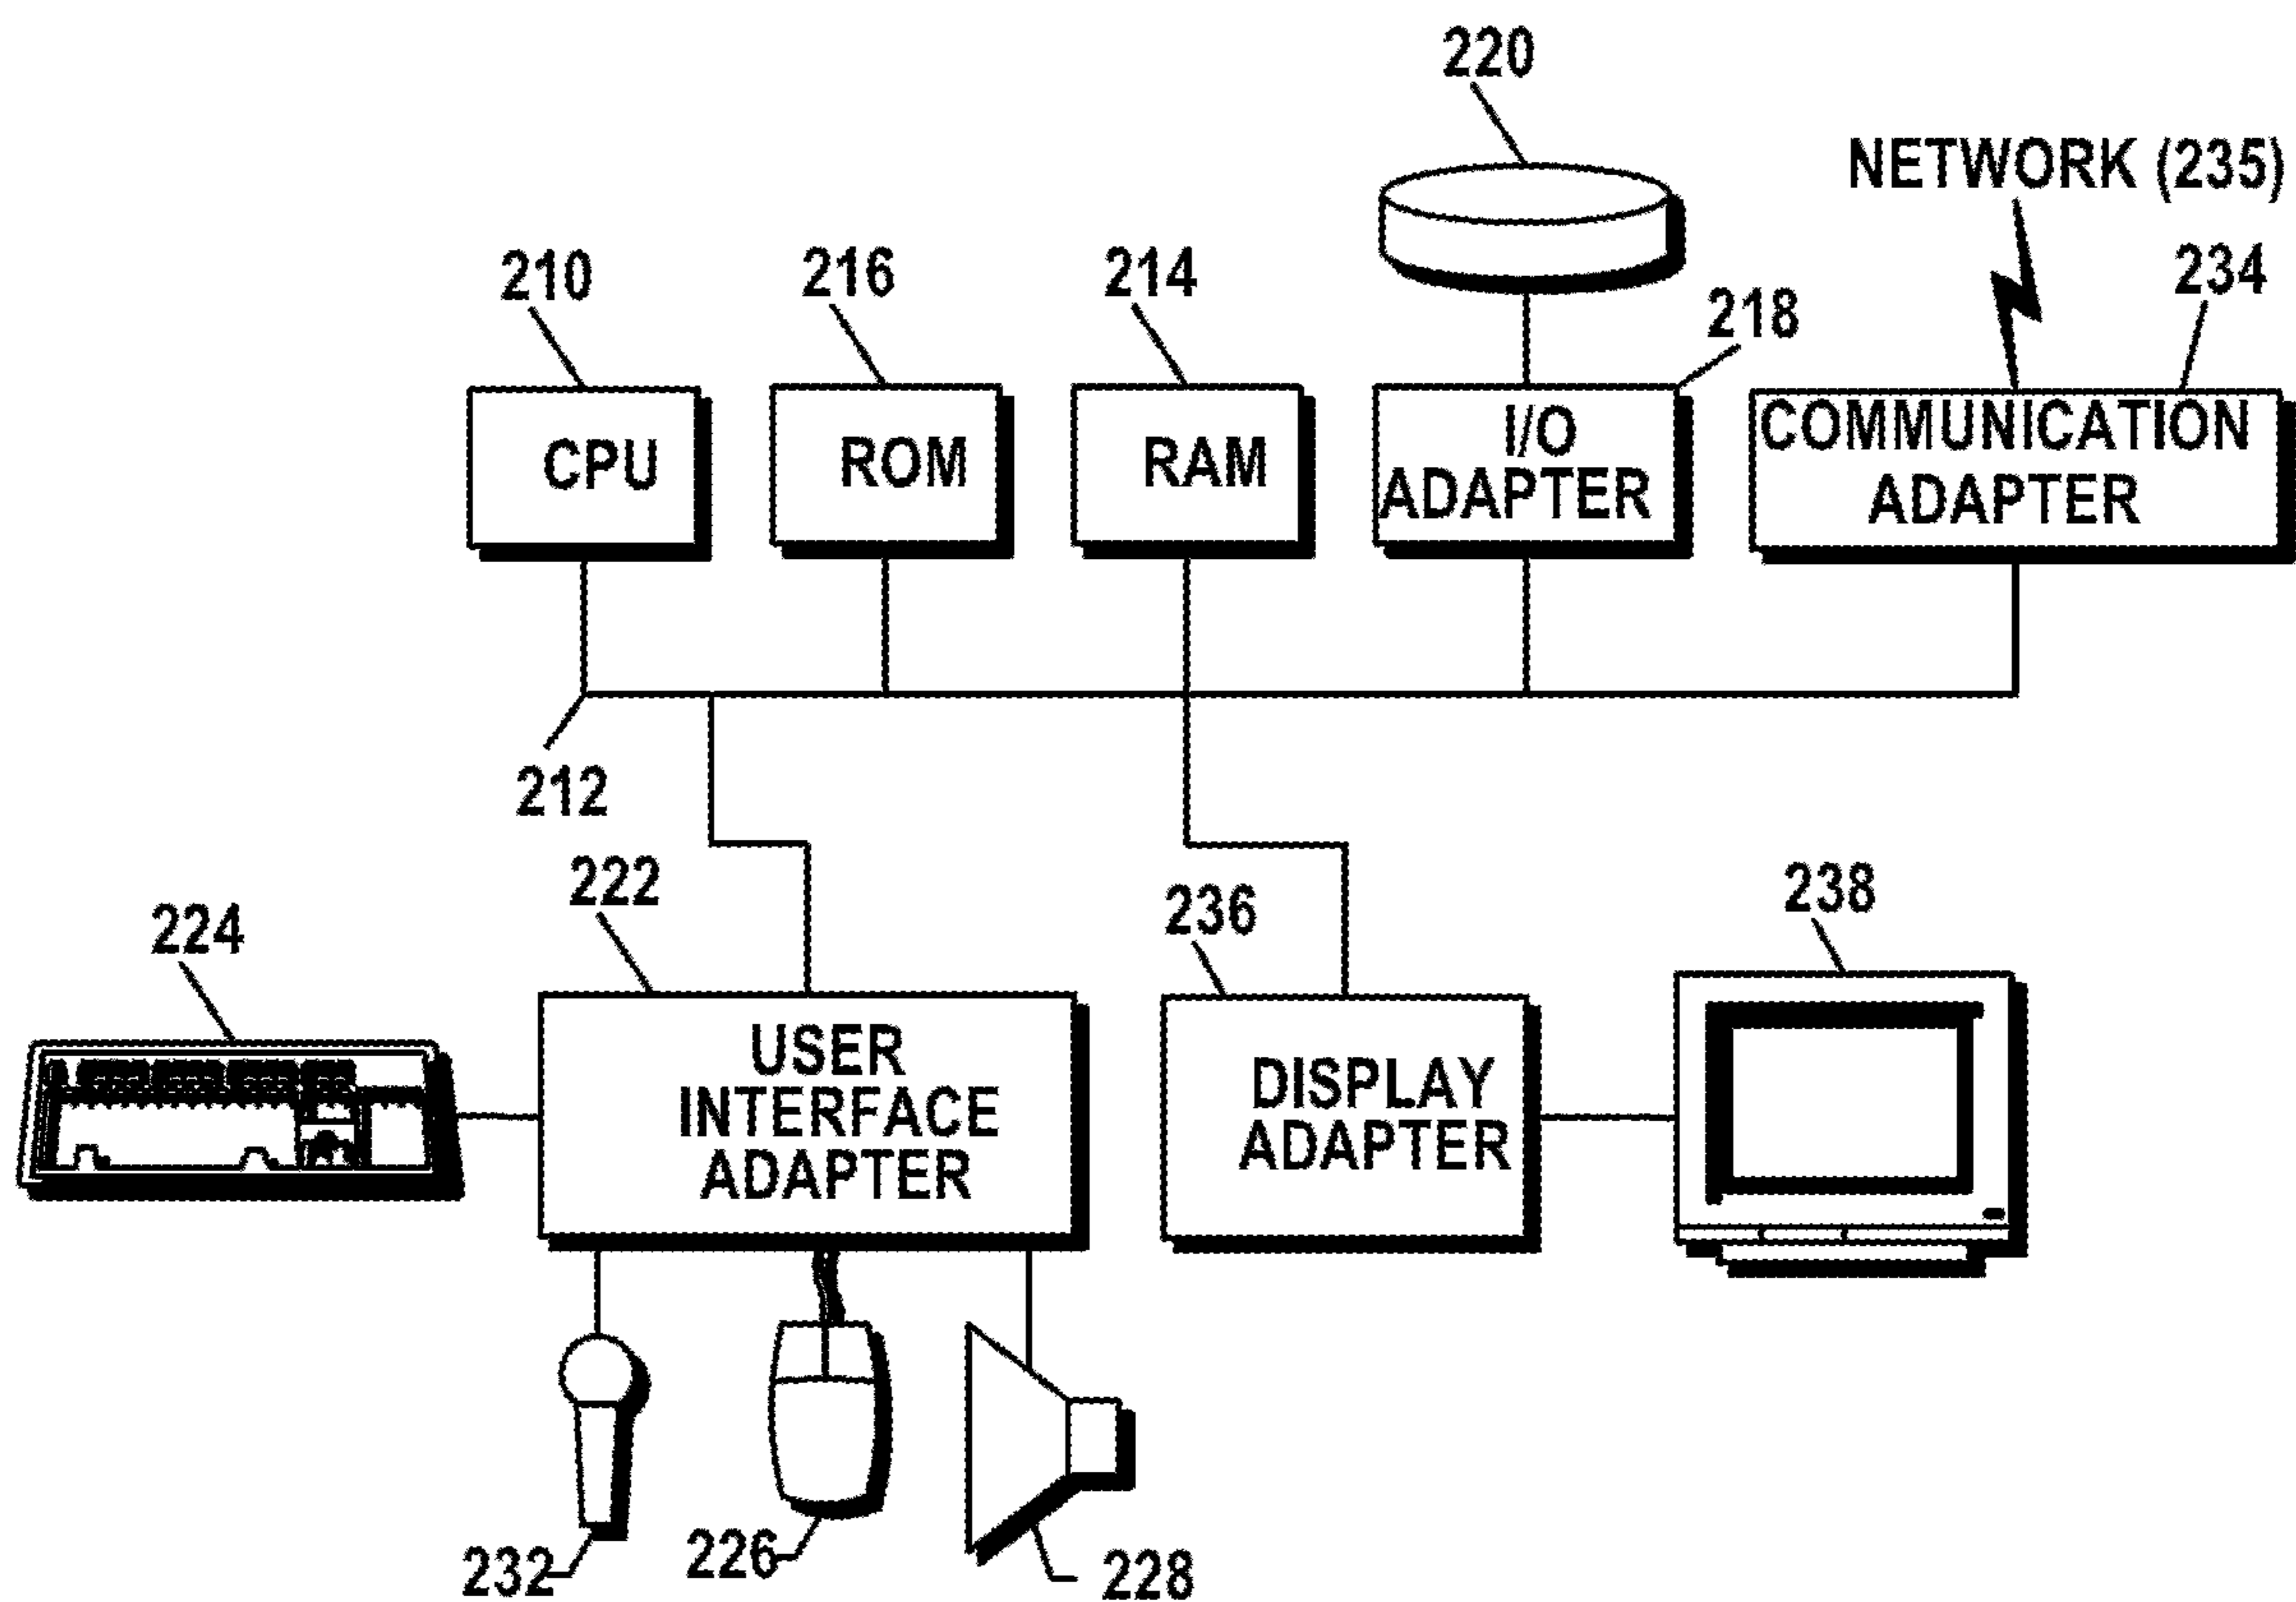 220
NETWORK (235)
210
216
214
218
234
CPU
ROM
RAM
I/O
ADAPTER
COMMUNICATION
ADAPTER
212
222
224
236
238
USER
INTERFACE
ADAPTER
DISPLAY
ADAPTER
232
226
228